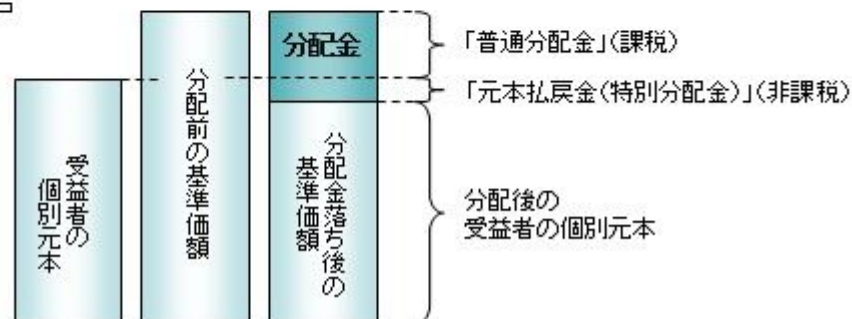 分配金
「普通分配金」(課税)
「元本払戻金(特別分配金)」(非課税)
受益者の
個別元本
分配前の基準価額
分配金落ち後の
基準価額
分配後の
受益者の個別元本